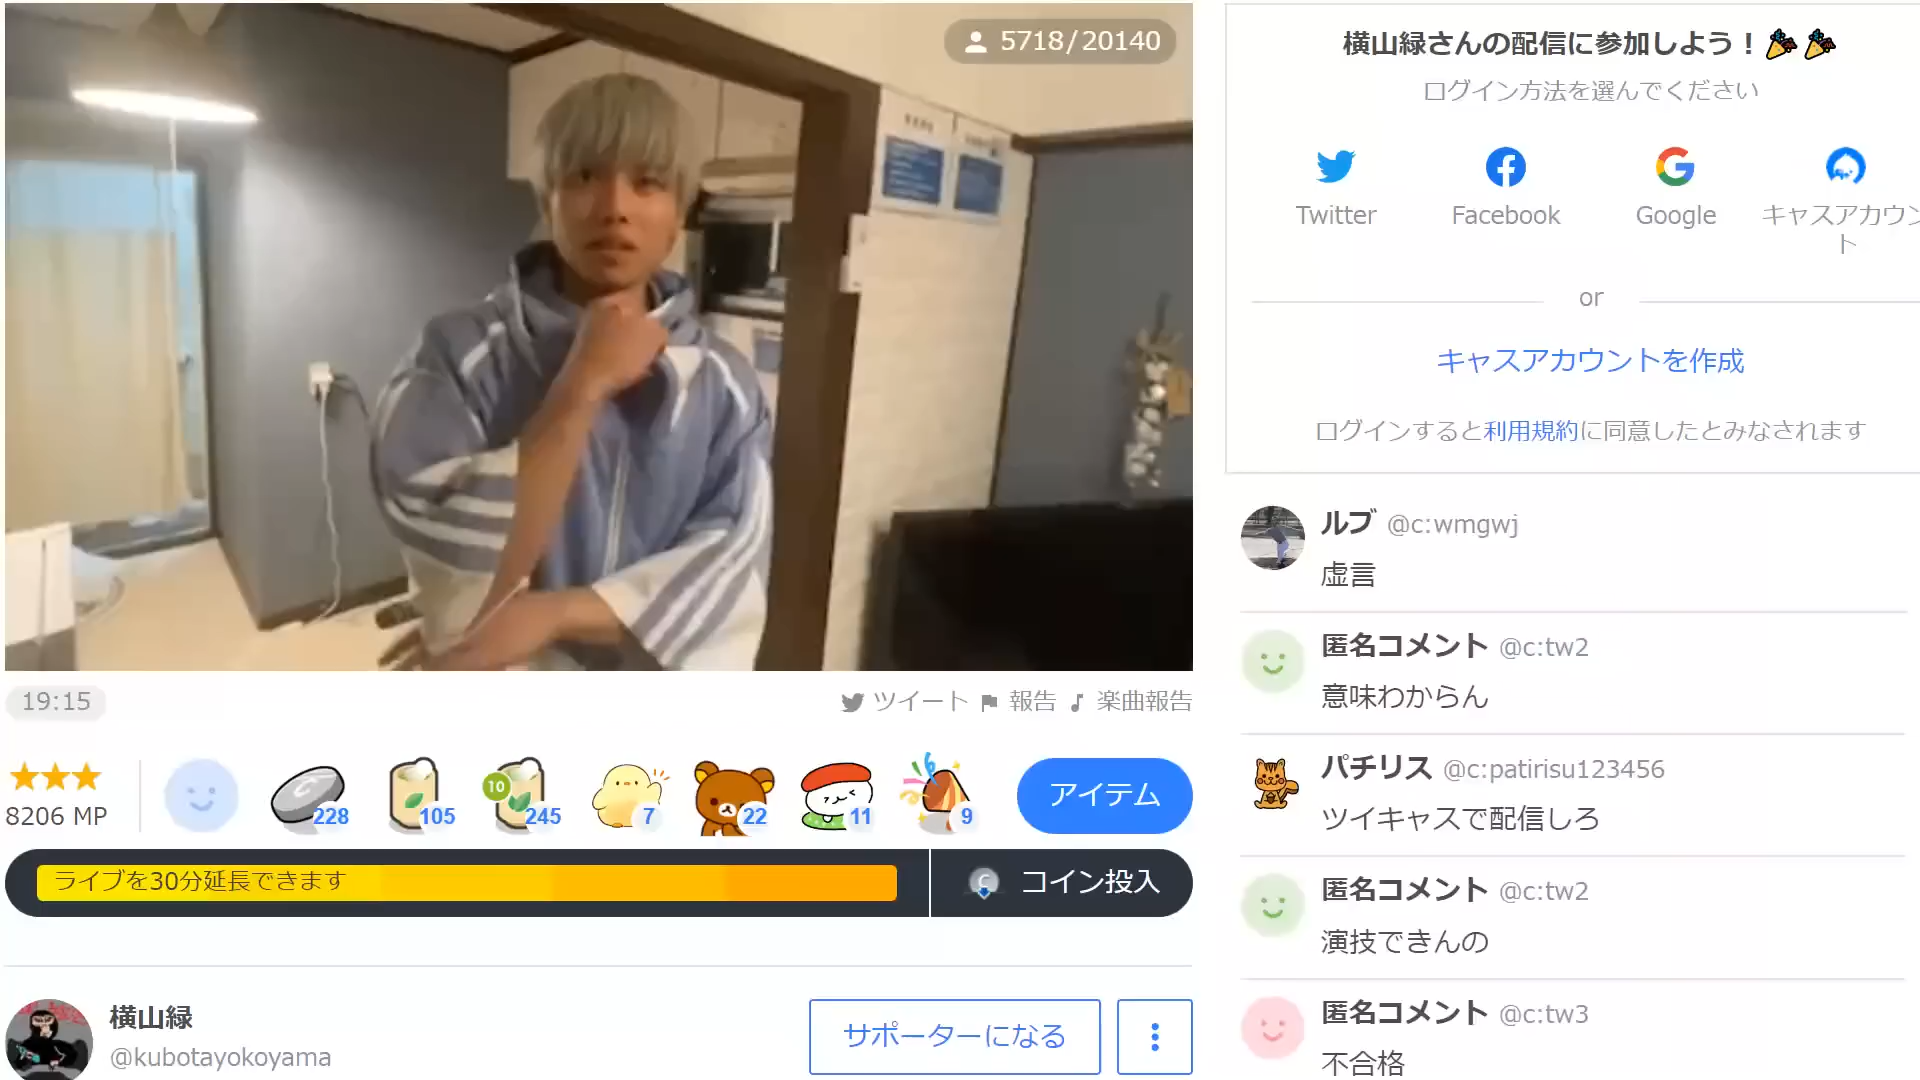 5718/20140
19:15
ツイート 報告 楽曲報告
8206 MP
228
105
10
245
7
22
11
9
アイテム
ライブを30分延長できます
コイン投入
横山緑
@kubotayokoyama
サポーターになる
横山緑さんの配信に参加しよう！
ログイン方法を選んでください
Twitter
Facebook
Google
キャスアカウン
ト
or
キャスアカウントを作成
ログインすると利用規約に同意したとみなされます
ルブ @c:wmgwj
虚言
匿名コメント @c:tw2
意味わからん
パチリス @c:patirisu123456
ツイキャスで配信しろ
匿名コメント @c:tw2
演技できんの
匿名コメント @c:tw3
不合格